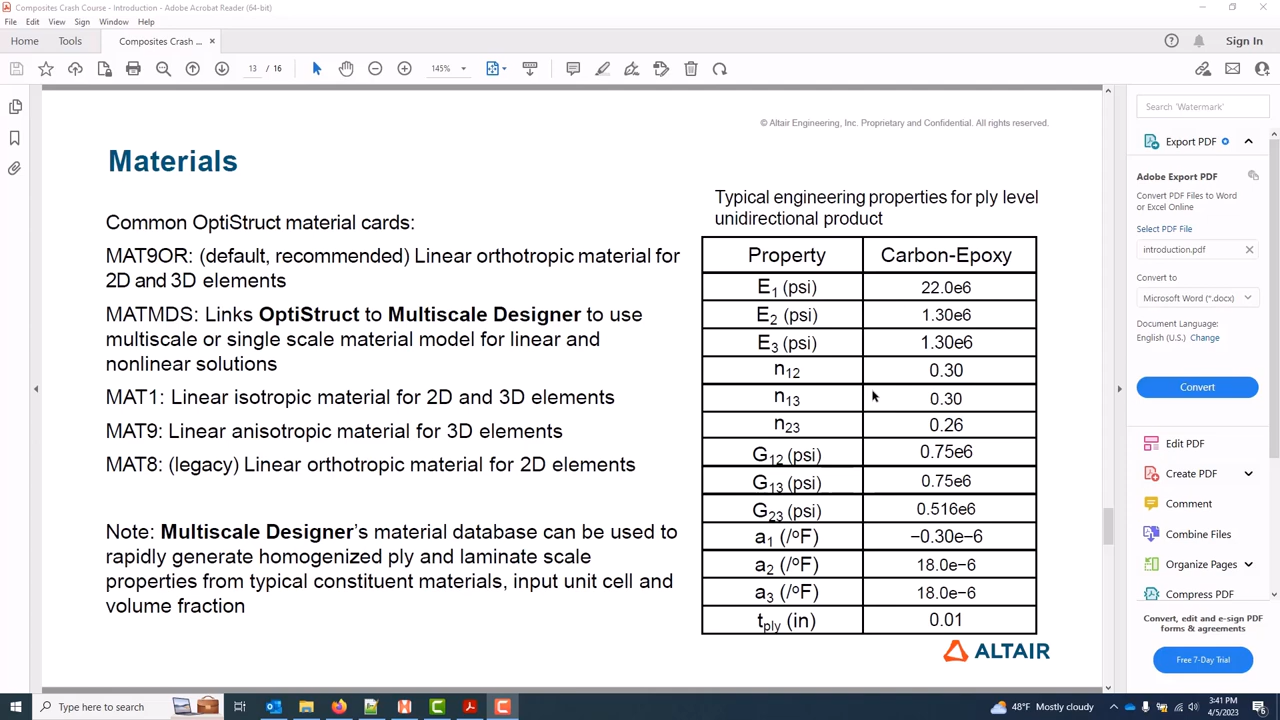 Composites Crash Course - Introduction - Adobe Acrobat Reader (64-bit)
File Edit View Sign Window Help
Home Tools Composites Crash ... × Sign In
13 / 16 145%
© Altair Engineering, Inc. Proprietary and Confidential. All rights reserved.
Materials
Common OptiStruct material cards:
MAT9OR: (default, recommended) Linear orthotropic material for
2D and 3D elements
MATMDS: Links OptiStruct to Multiscale Designer to use
multiscale or single scale material model for linear and
nonlinear solutions
MAT1: Linear isotropic material for 2D and 3D elements
MAT9: Linear anisotropic material for 3D elements
MAT8: (legacy) Linear orthotropic material for 2D elements
Note: Multiscale Designer's material database can be used to
rapidly generate homogenized ply and laminate scale
properties from typical constituent materials, input unit cell and
volume fraction
Typical engineering properties for ply level
unidirectional product
Property Carbon-Epoxy
E1 (psi) 22.0e6
E2 (psi) 1.30e6
E3 (psi) 1.30e6
n12 0.30
n13 0.30
n23 0.26
G12 (psi) 0.75e6
G13 (psi) 0.75e6
G23 (psi) 0.516e6
a1 (/°F) −0.30e−6
a2 (/°F) 18.0e−6
a3 (/°F) 18.0e−6
tply (in) 0.01
ALTAIR
Search 'Watermark'
Export PDF
Adobe Export PDF
Convert PDF Files to Word
or Excel Online
Select PDF File
introduction.pdf
Convert to
Microsoft Word (*.docx)
Document Language:
English (U.S.) Change
Convert
Edit PDF
Create PDF
Comment
Combine Files
Organize Pages
Compress PDF
Convert, edit and e-sign PDF
forms & agreements
Free 7-Day Trial
Type here to search
48°F Mostly cloudy
3:41 PM
4/5/2023
6